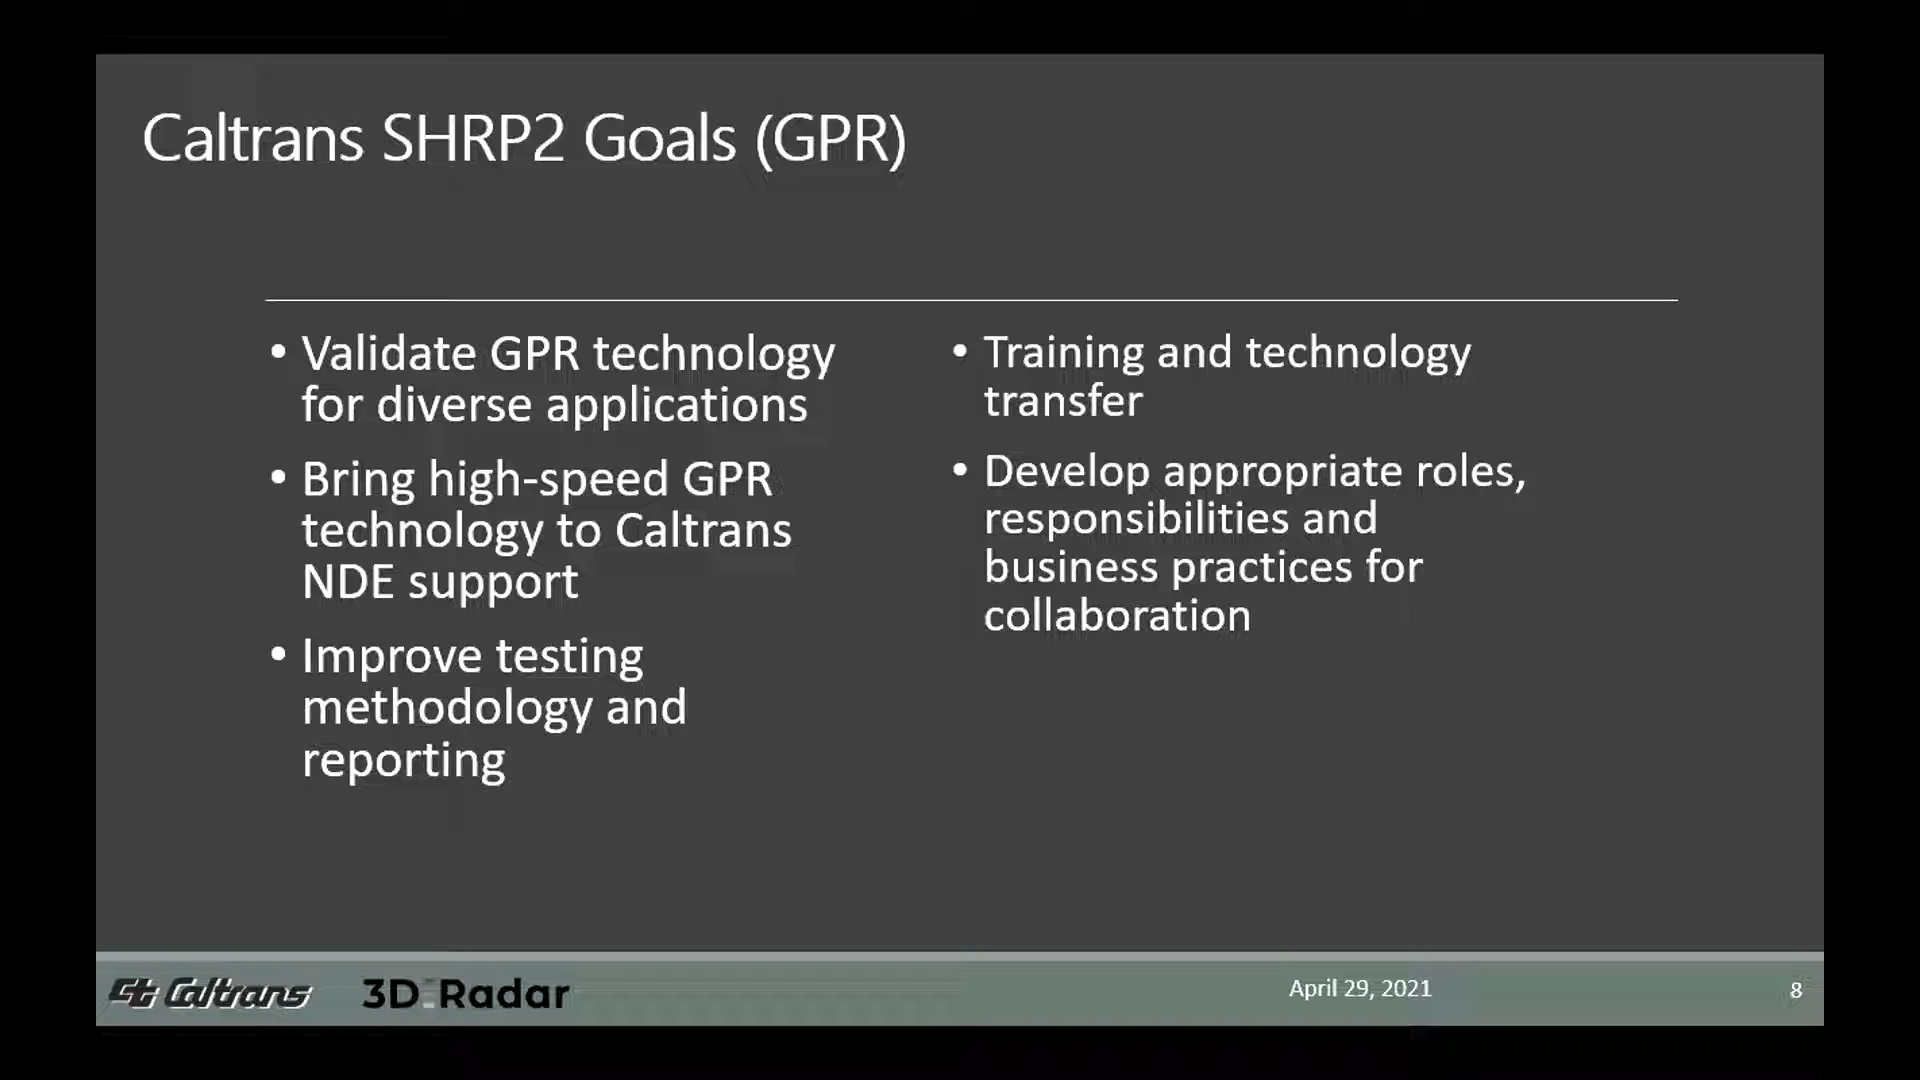 Caltrans SHRP2 Goals (GPR)
• Validate GPR technology
for diverse applications
• Bring high-speed GPR
technology to Caltrans
NDE support
• Improve testing
methodology and
reporting
• Training and technology
transfer
• Develop appropriate roles,
responsibilities and
business practices for
collaboration
Ct Caltrans
3D-Radar
April 29, 2021
8